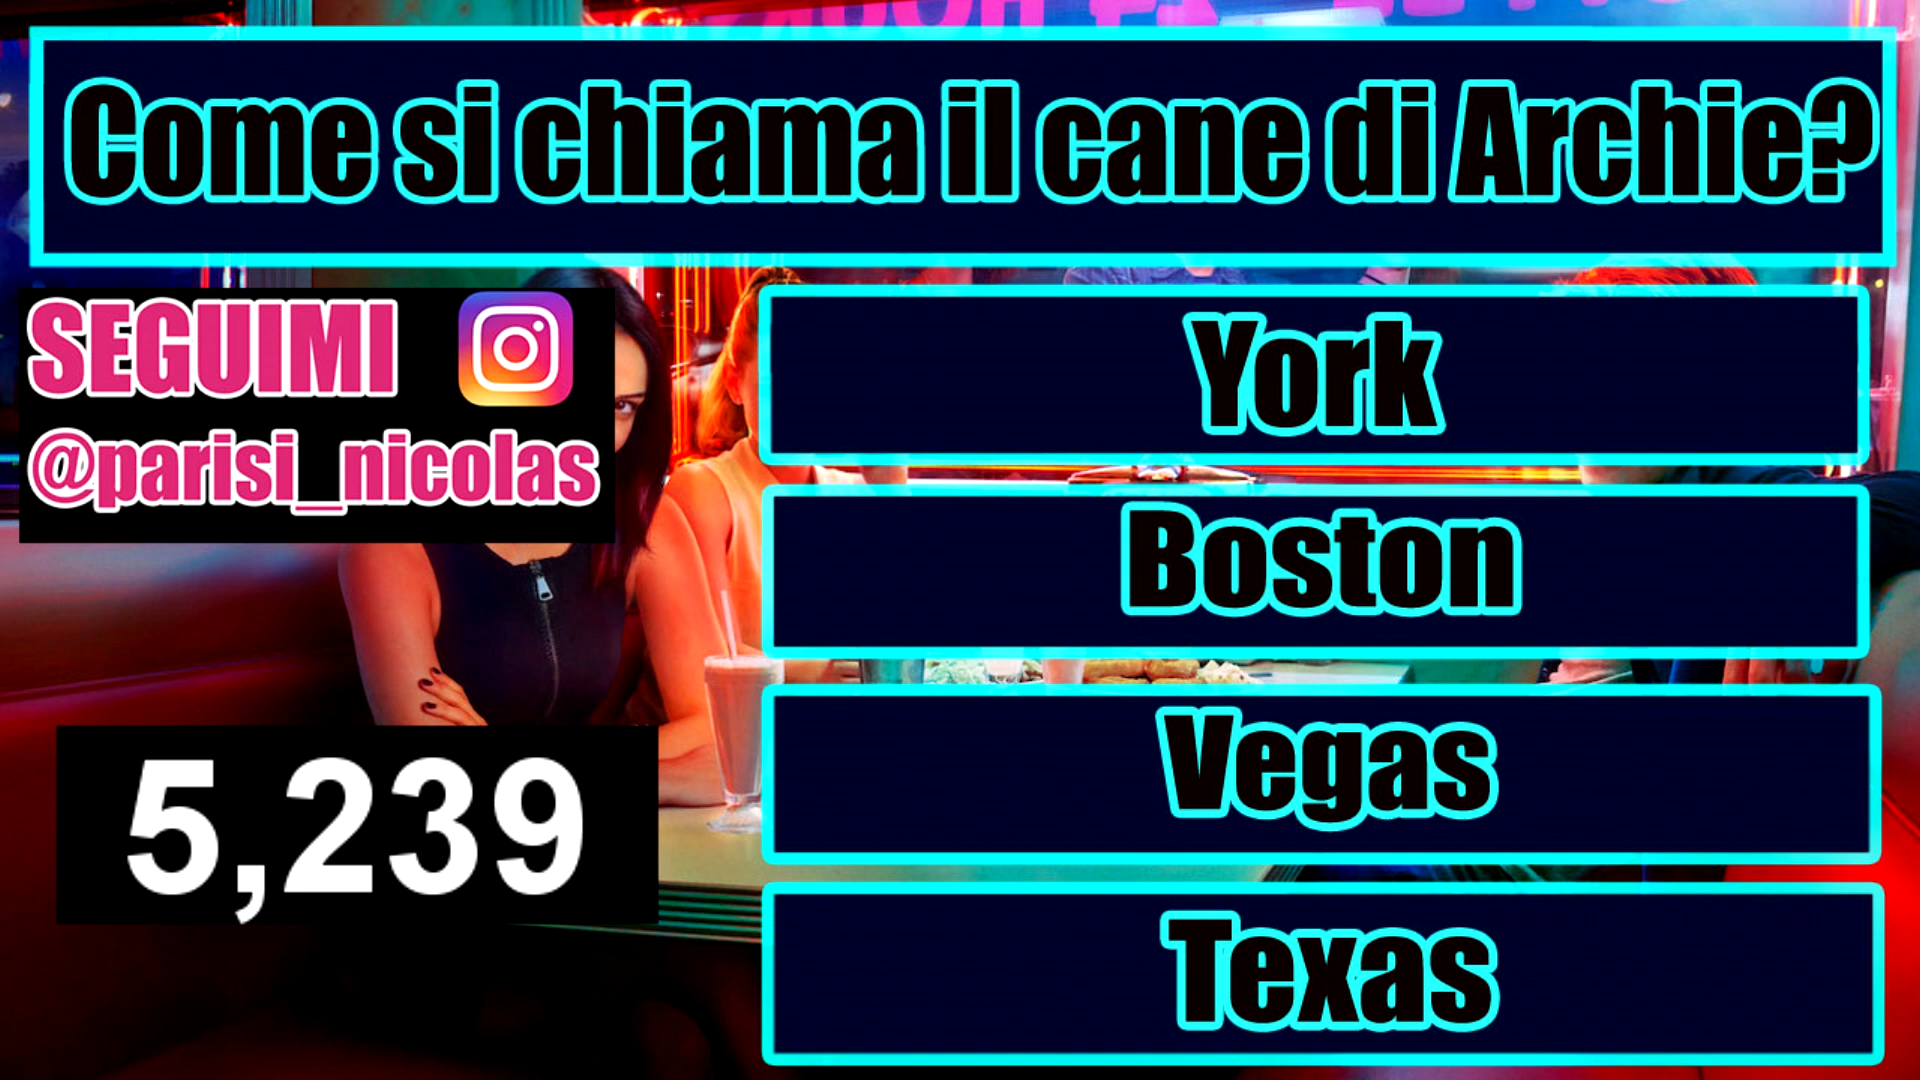 Come si chiama il cane di Archie?
SEGUIMI
@parisi_nicolas
York
Boston
Vegas
5,239
Texas